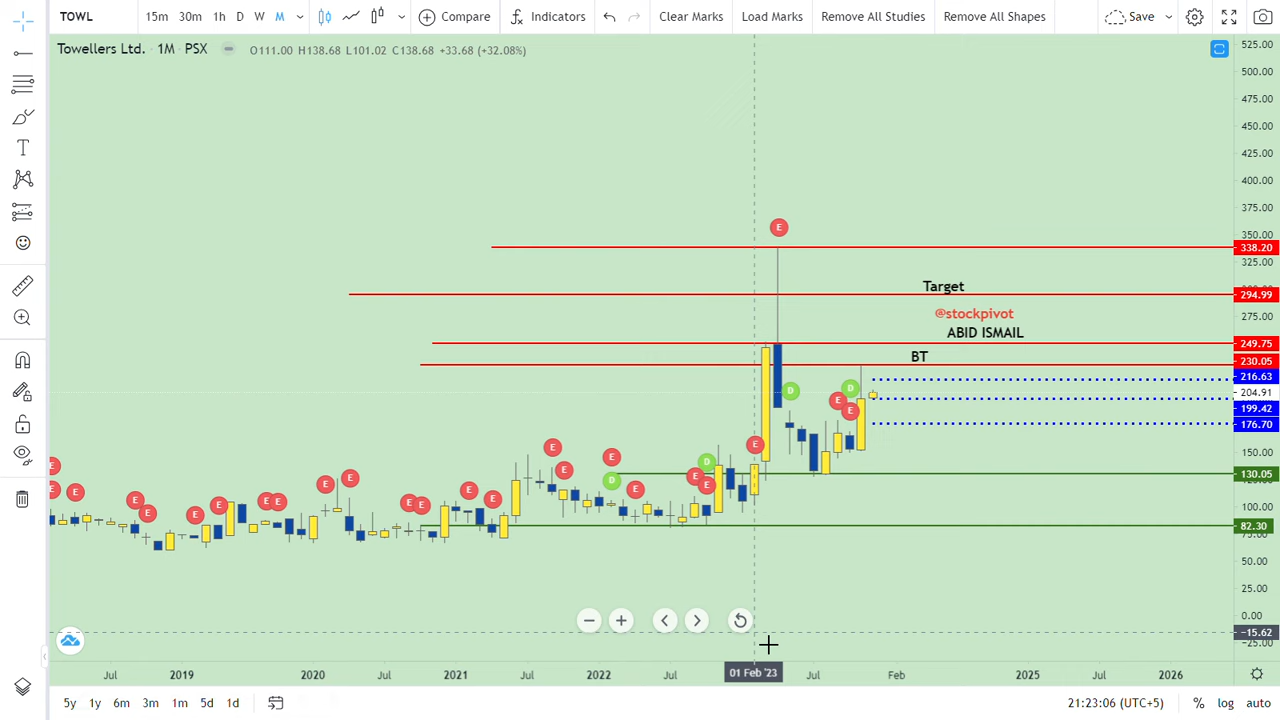 TOWL 15m 30m 1h D W M Compare Indicators Clear Marks Load Marks Remove All Studies Remove All Shapes Save
Towellers Ltd. · 1M · PSX O111.00 H138.68 L101.02 C138.68 +33.68 (+32.08%)
525.00
500.00
475.00
450.00
425.00
400.00
375.00
350.00
E
338.20
325.00
Target
294.99
@stockpivot
275.00
ABID ISMAIL
249.75
BT
230.05
216.63
D D
204.91
E
199.42
E
176.70
E E E
150.00
E E D E
130.05
E E E E E E E E E E E E E E E E D E
100.00
82.30
75.00
50.00
25.00
0.00
−15.62
−25.00
Jul 2019 Jul 2020 Jul 2021 Jul 2022 Jul 01 Feb '23 Jul Feb 2025 Jul 2026
5y 1y 6m 3m 1m 5d 1d 21:23:06 (UTC+5) % log auto